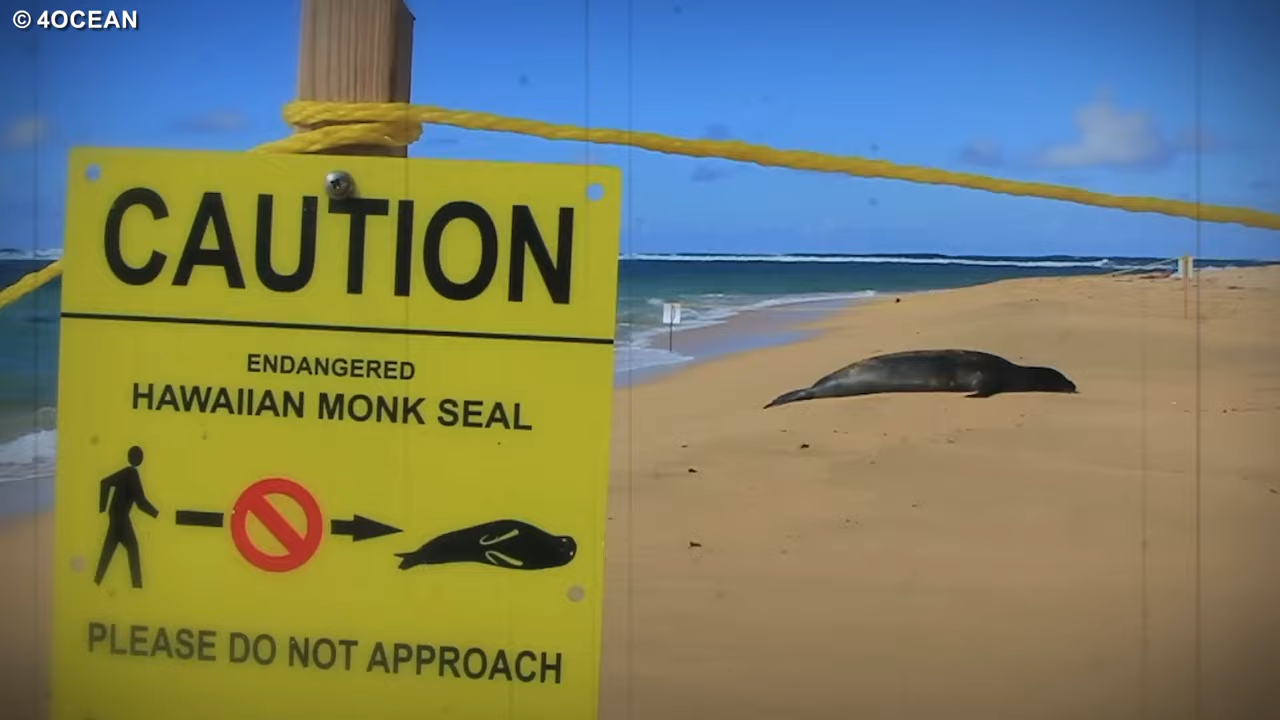 © 4OCEAN
CAUTION
ENDANGERED
HAWAIIAN MONK SEAL
PLEASE DO NOT APPROACH